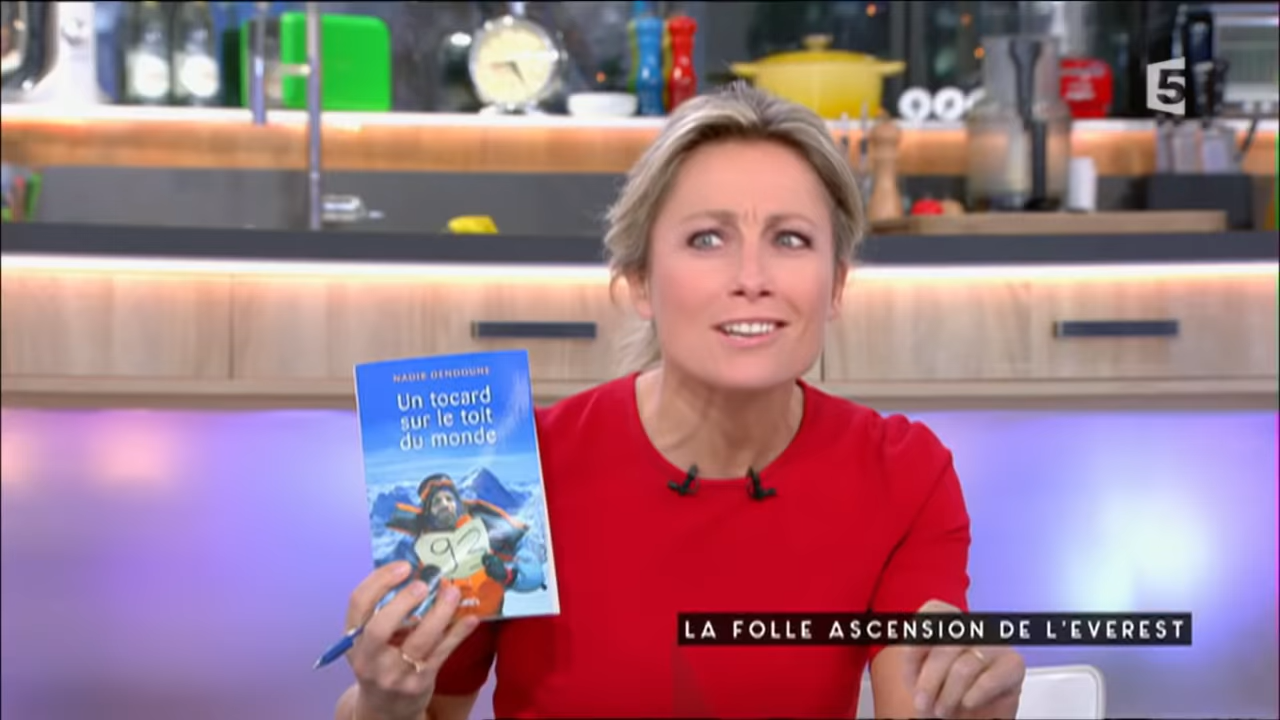 5
NADIR DENDOUNE
Un tocard
sur le toit
du monde
92
LA FOLLE ASCENSION DE L'EVEREST